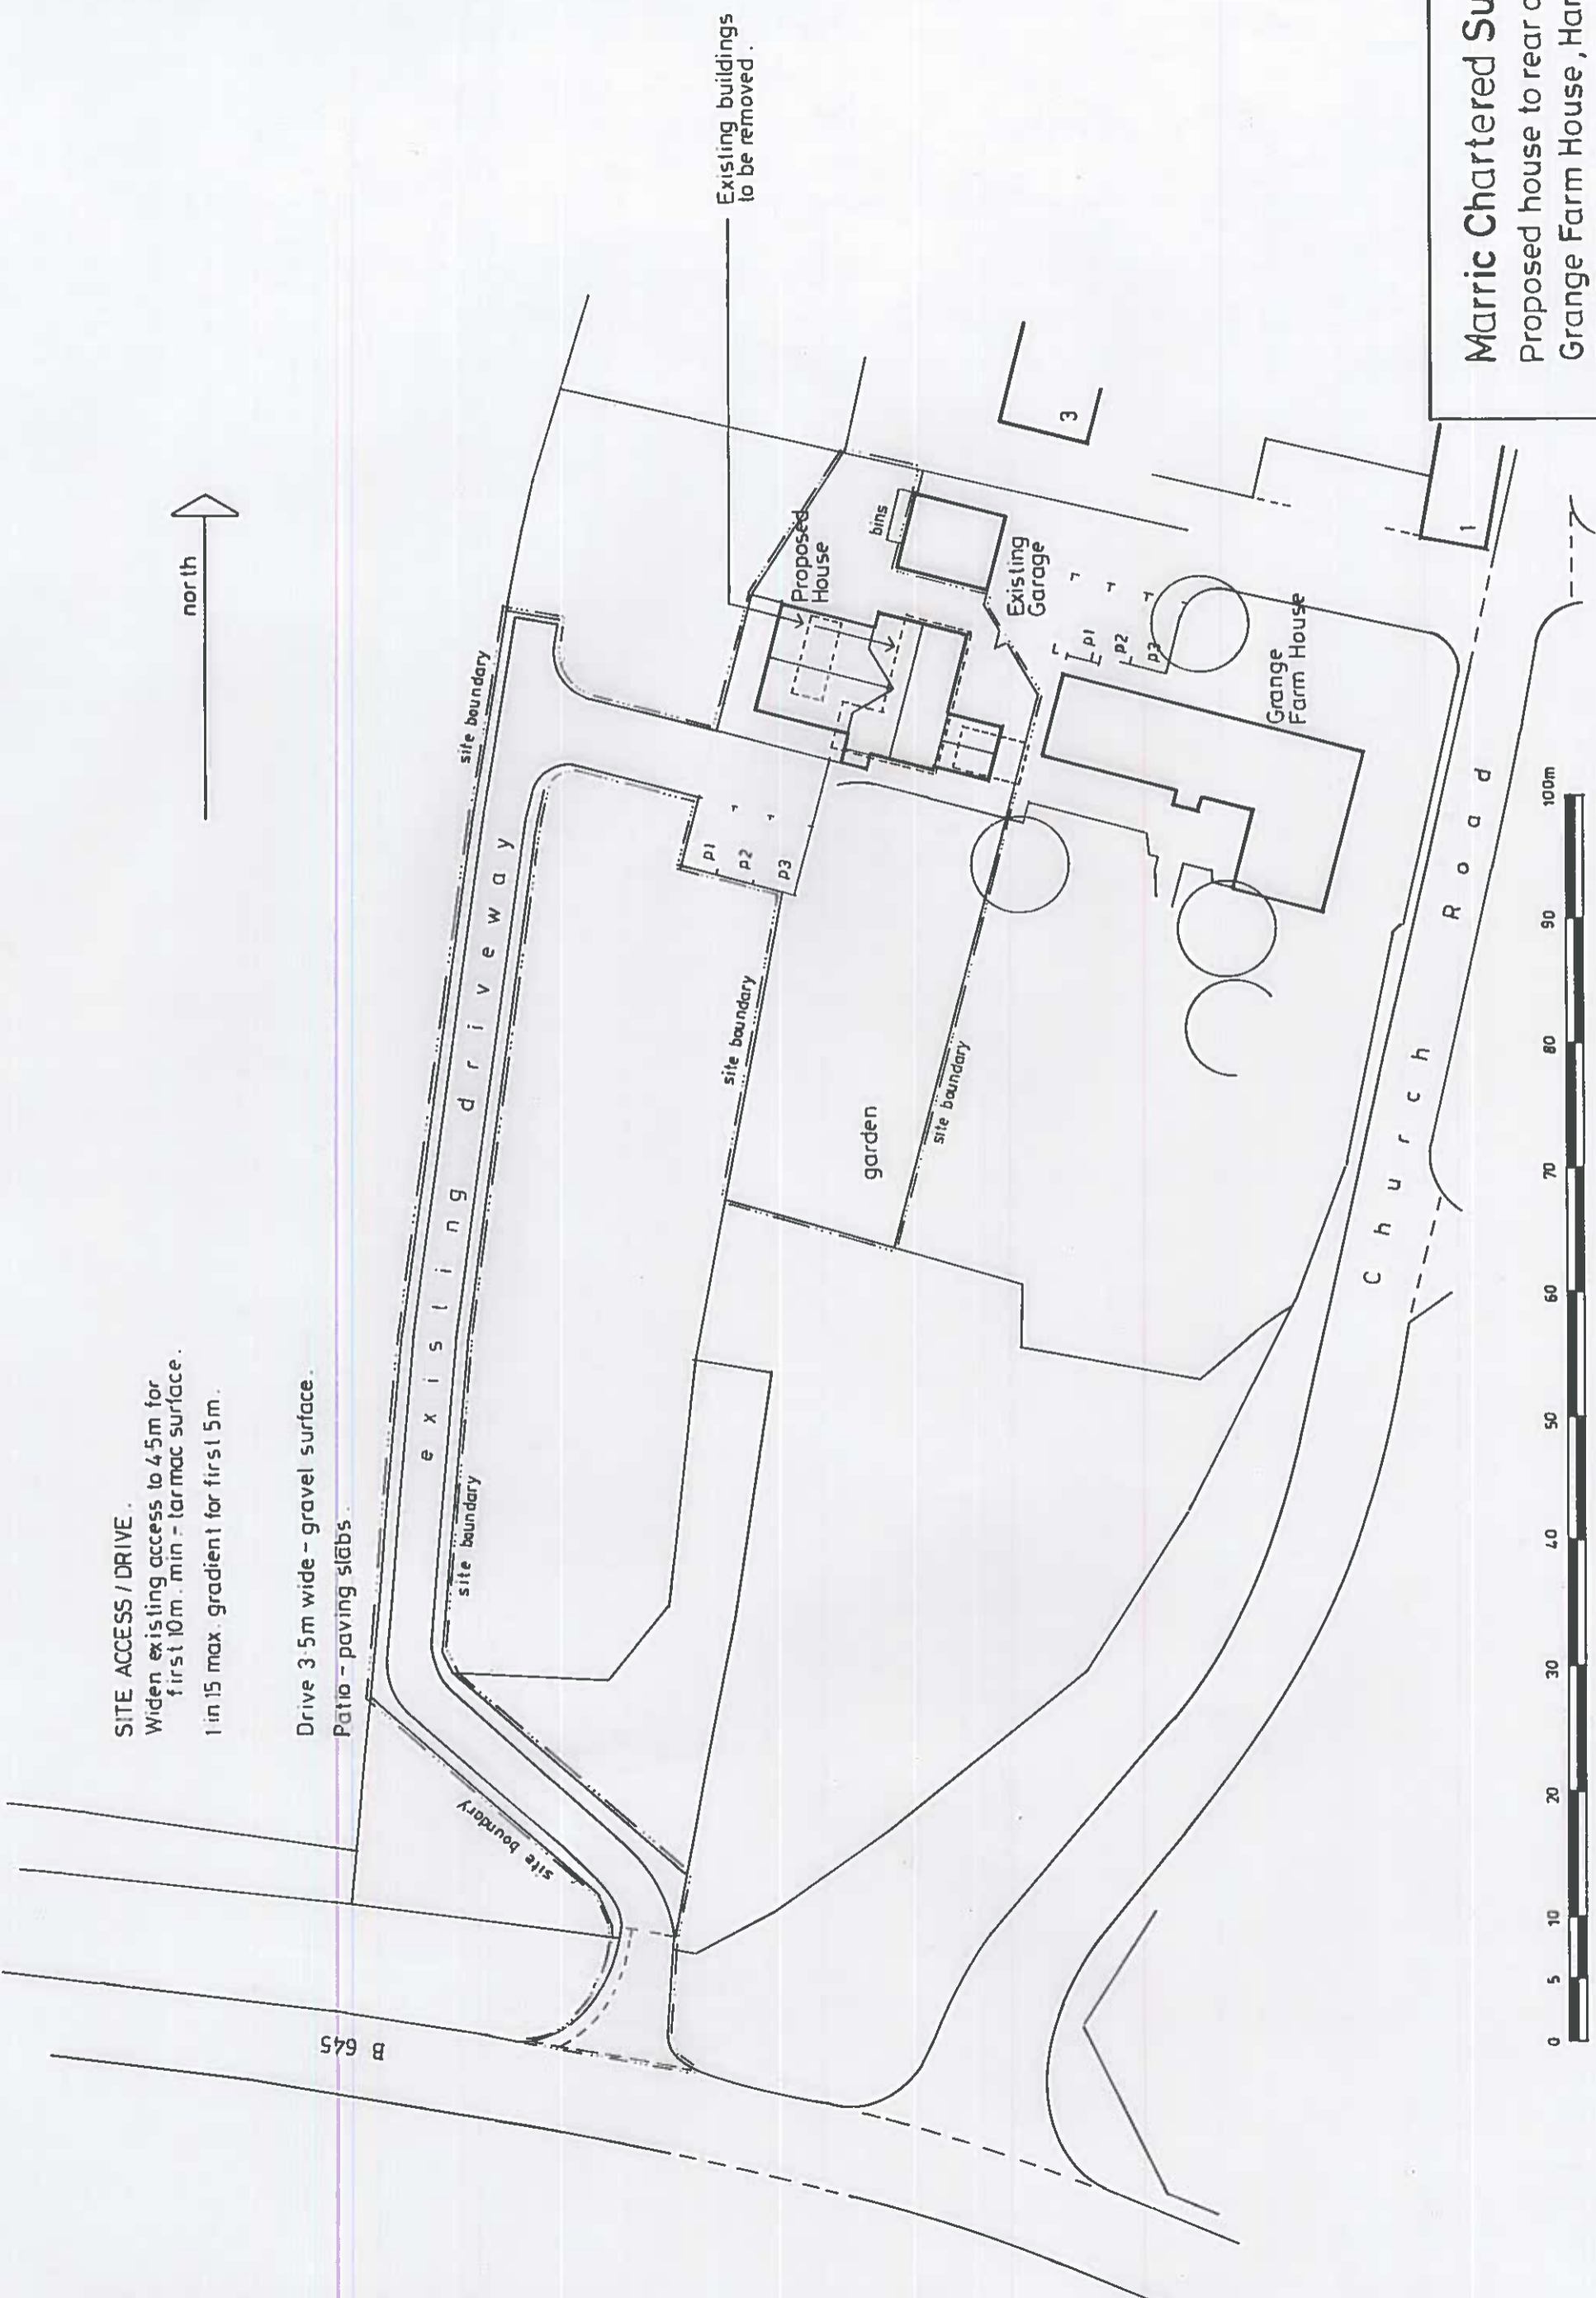 SITE ACCESS / DRIVE.
Widen existing access to 4·5m for
first 10m. min – tarmac surface.
1 in 15 max. gradient for first 5m.
Drive 3·5m wide – gravel surface.
Patio – paving slabs.
north
Existing buildings
to be removed.
B 645
site boundary
site boundary
existing driveway
site boundary
site boundary
garden
site boundary
p1
p2
p3
Proposed
House
bins
Existing
Garage
p1
p2
p3
Grange
Farm House
3
1
Church Road
0 5 10 20 30 40 50 60 70 80 90 100m
Marric Chartered Su
Proposed house to rear o
Grange Farm House, Har